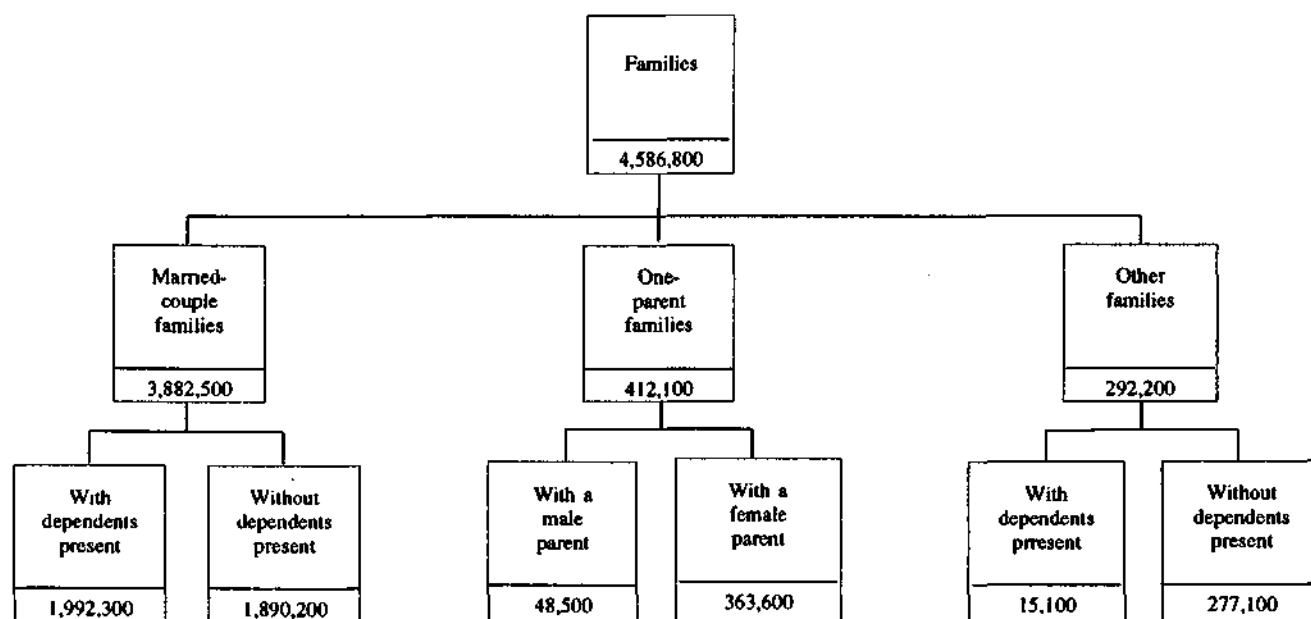 Families
4,586,800
Married-
couple
families
3,882,500
One-
parent
families
412,100
Other
families
292,200
With
dependents
present
1,992,300
Without
dependents
present
1,890,200
With a
male
parent
48,500
With a
female
parent
363,600
With
dependents
prresent
15,100
Without
dependents
present
277,100